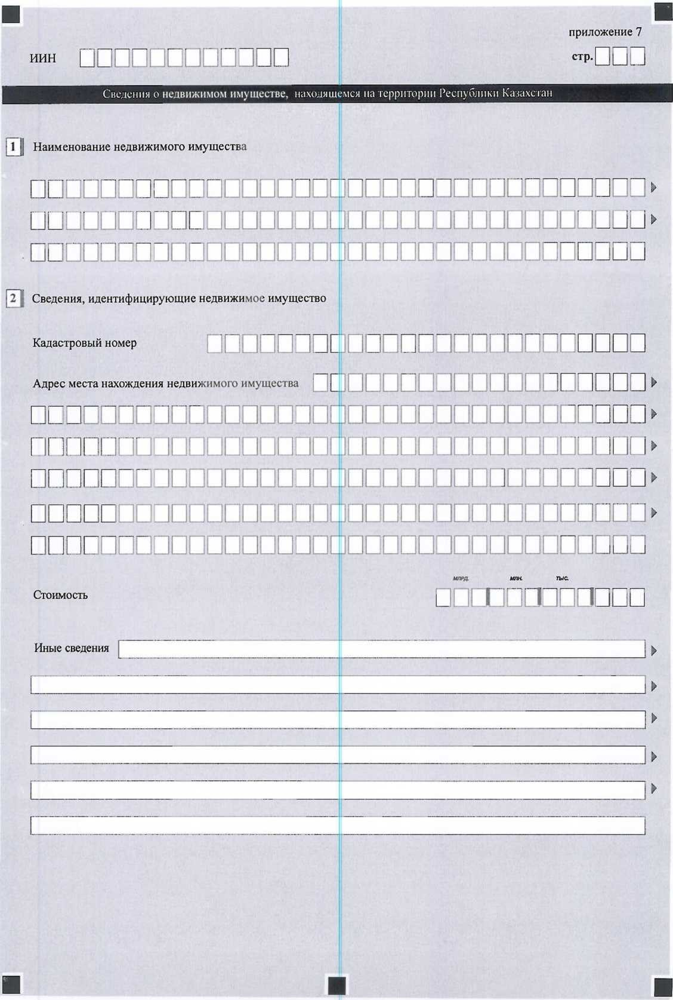 приложение 7
ИИН стр.
Сведения о недвижимом имуществе, находящемся на территории Республики Казахстан
1 Наименование недвижимого имущества
2 Сведения, идентифицирующие недвижимое имущество
Кадастровый номер
Адрес места нахождения недвижимого имущества
млрд. млн. тыс.
Стоимость
Иные сведения